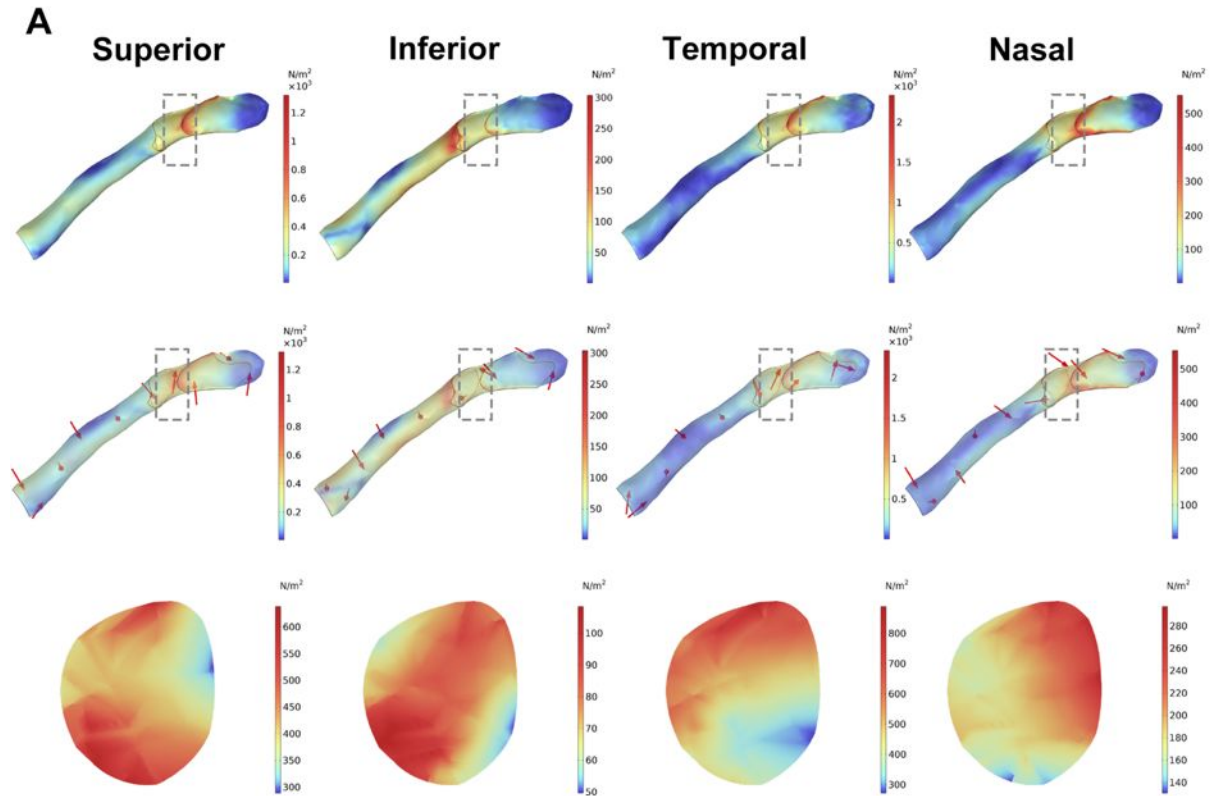 A
Superior Inferior Temporal Nasal
N/m² ×10³ 1.2 1 0.8 0.6 0.4 0.2
N/m² 300 250 200 150 100 50
N/m² ×10³ 2 1.5 1 0.5
N/m² 500 400 300 200 100
N/m² ×10³ 1.2 1 0.8 0.6 0.4 0.2
N/m² 300 250 200 150 100 50
N/m² ×10³ 2 1.5 1 0.5
N/m² 500 400 300 200 100
N/m² 600 550 500 450 400 350 300
N/m² 100 90 80 70 60 50
N/m² 800 700 600 500 400 300
N/m² 280 260 240 220 200 180 160 140